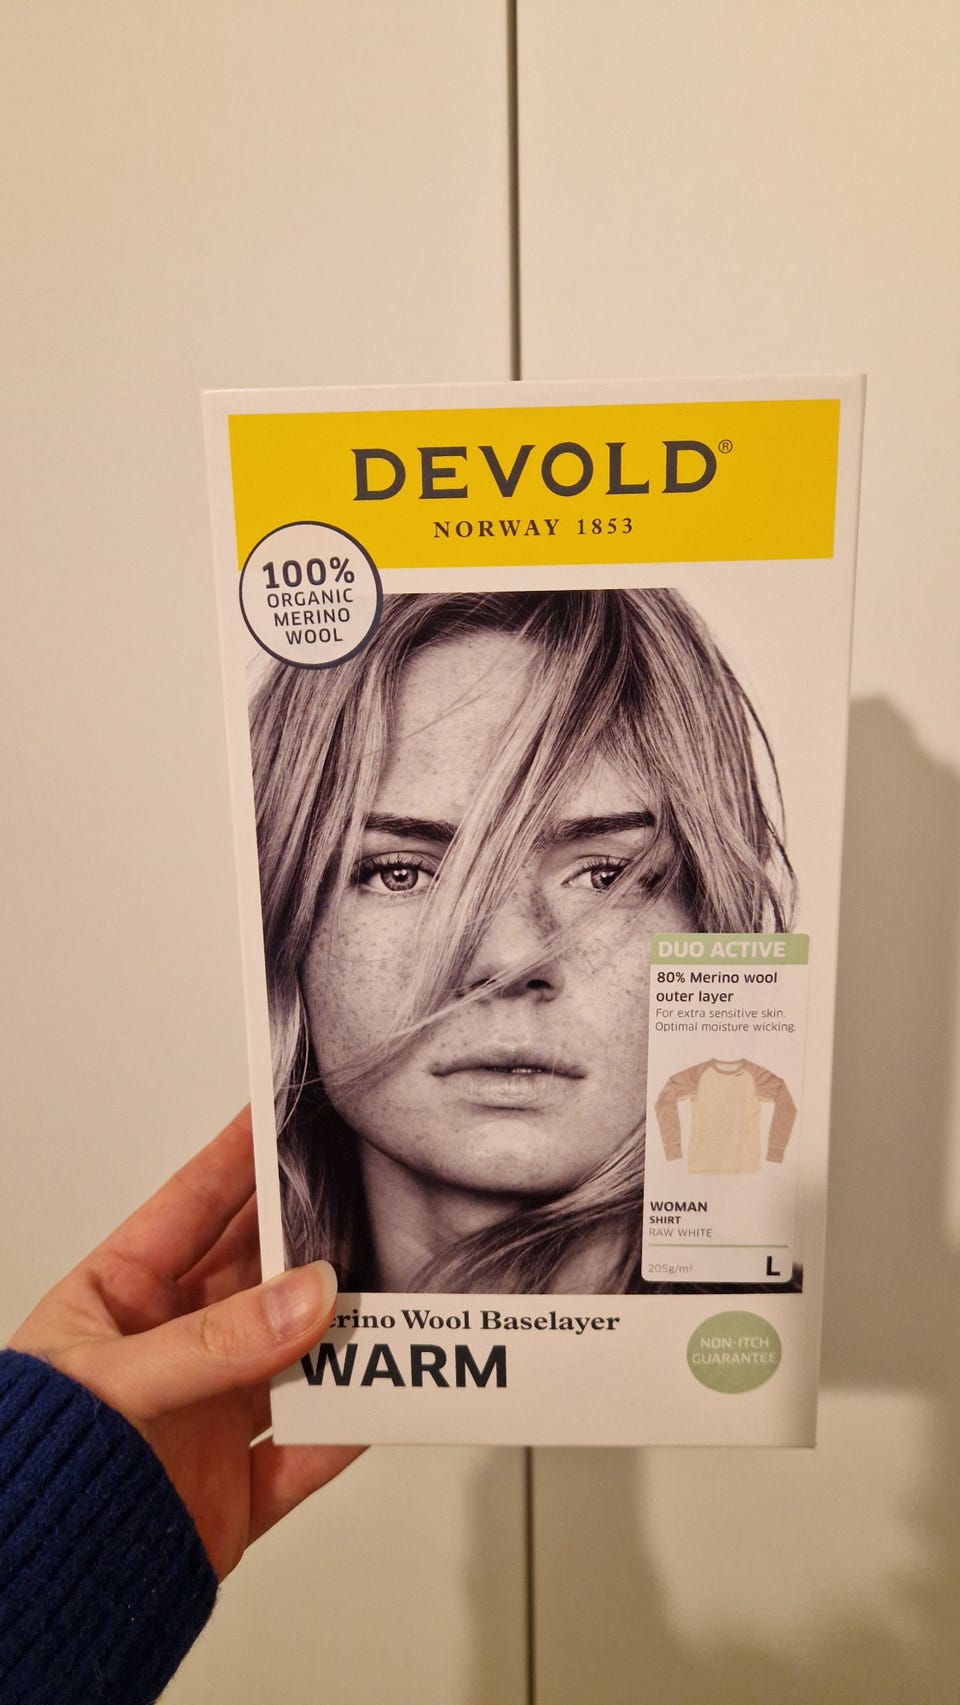 DEVOLD®
NORWAY 1853
100%
ORGANIC
MERINO
WOOL
DUO ACTIVE
80% Merino wool
outer layer
For extra sensitive skin.
Optimal moisture wicking.
WOMAN
SHIRT
RAW WHITE
205g/m²
L
Wool Baselayer
WARM
NON-ITCH
GUARANTEE